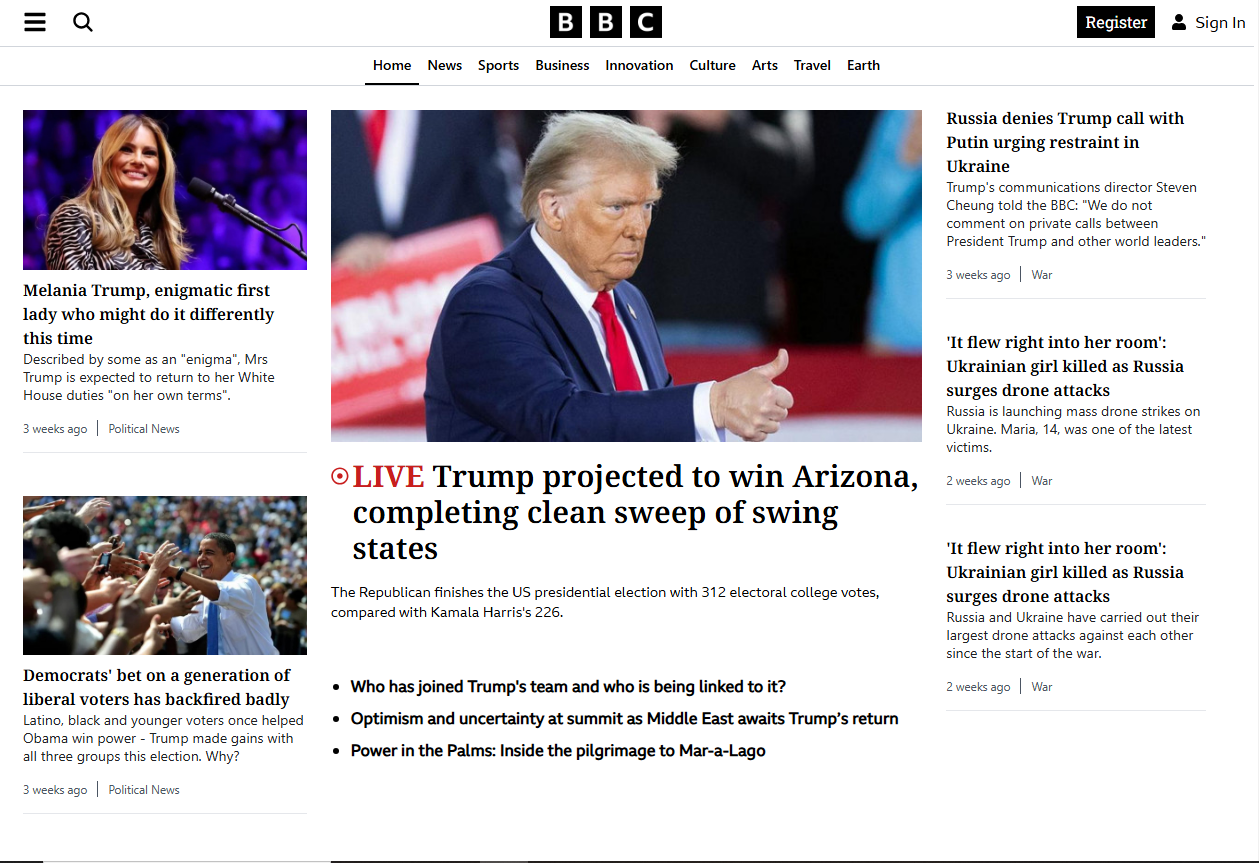 BBC
Register
Sign In
Home
News
Sports
Business
Innovation
Culture
Arts
Travel
Earth
Melania Trump, enigmatic first
lady who might do it differently
this time
Described by some as an "enigma", Mrs
Trump is expected to return to her White
House duties "on her own terms".
3 weeks ago
Political News
Democrats' bet on a generation of
liberal voters has backfired badly
Latino, black and younger voters once helped
Obama win power - Trump made gains with
all three groups this election. Why?
3 weeks ago
Political News
TRUMP
LIVE Trump projected to win Arizona,
completing clean sweep of swing
states
The Republican finishes the US presidential election with 312 electoral college votes,
compared with Kamala Harris's 226.
Who has joined Trump's team and who is being linked to it?
Optimism and uncertainty at summit as Middle East awaits Trump’s return
Power in the Palms: Inside the pilgrimage to Mar-a-Lago
Russia denies Trump call with
Putin urging restraint in
Ukraine
Trump's communications director Steven
Cheung told the BBC: "We do not
comment on private calls between
President Trump and other world leaders."
3 weeks ago
War
'It flew right into her room':
Ukrainian girl killed as Russia
surges drone attacks
Russia is launching mass drone strikes on
Ukraine. Maria, 14, was one of the latest
victims.
2 weeks ago
War
'It flew right into her room':
Ukrainian girl killed as Russia
surges drone attacks
Russia and Ukraine have carried out their
largest drone attacks against each other
since the start of the war.
2 weeks ago
War